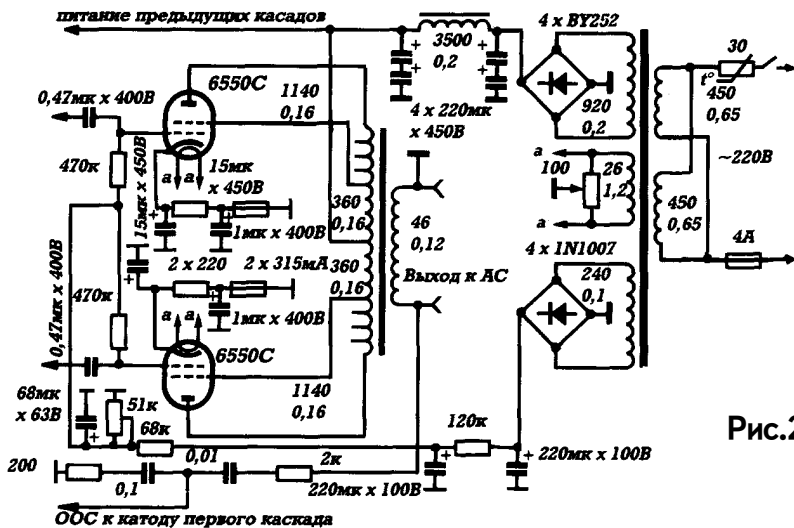 питание предыдущих касадов
3500
0,2
4 x BY252
30
t°
450
0,65
6550С
1140
0,16
920
0,2
0,47мк x 400В
4 x 220мк
x 450В
~220В
470к
15мк x 450В
a a
15мк
x 450В
360
0,16
a
100
26
1,2
a
450
0,65
1мк x 400В
46
0,12
4 x 1N1007
4А
2 x 220
2 x 315мА
360
0,16
Выход к АС
240
0,1
0,47мк x 400В
470к
a a
1мк x 400В
6550С
1140
0,16
68мк
x 63В
51к
68к
120к
Рис.2
200
0,1
0,01
2к
220мк x 100В
220мк x 100В
ООС к катоду первого каскада